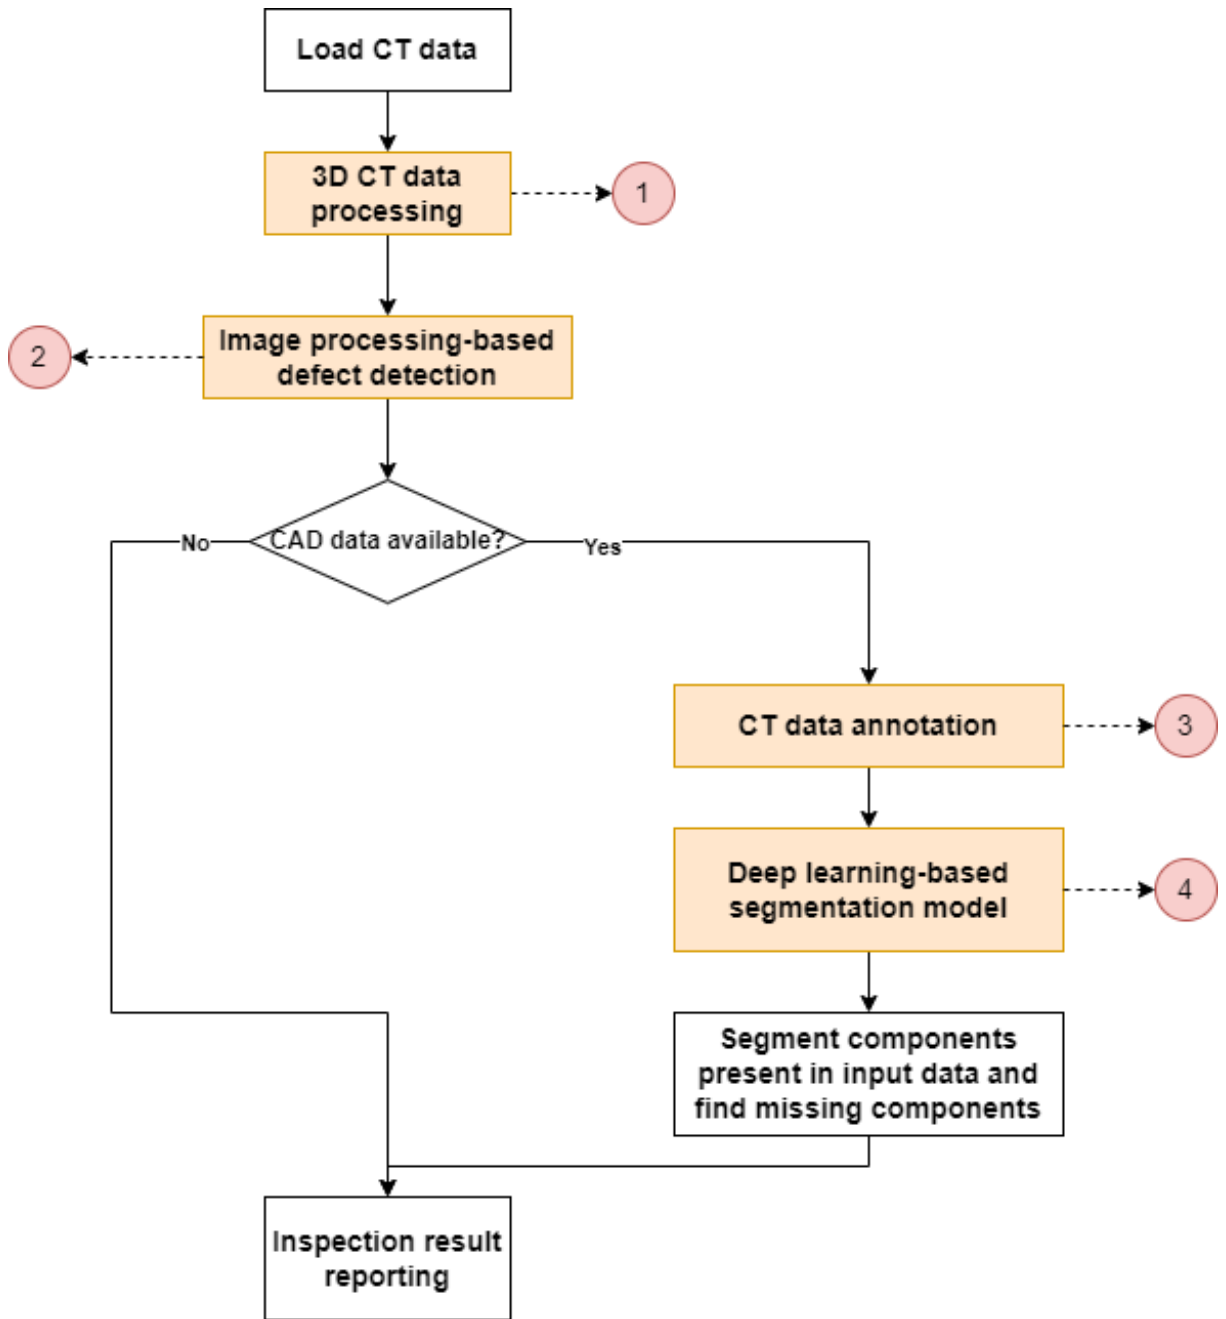 Load CT data
3D CT data
processing
1
Image processing-based
defect detection
2
CAD data available?
No
Yes
CT data annotation
3
Deep learning-based
segmentation model
4
Segment components
present in input data and
find missing components
Inspection result
reporting